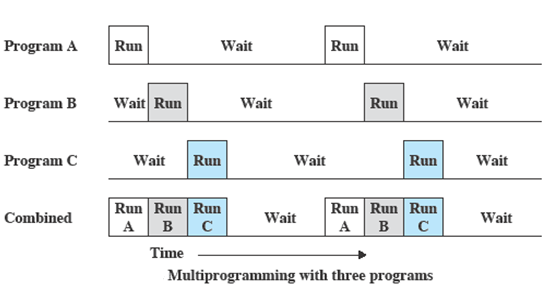 Program A Run Wait Run Wait
Program B Wait Run Wait Run Wait
Program C Wait Run Wait Run Wait
Combined Run A Run B Run C Wait Run A Run B Run C Wait
Time
Multiprogramming with three programs